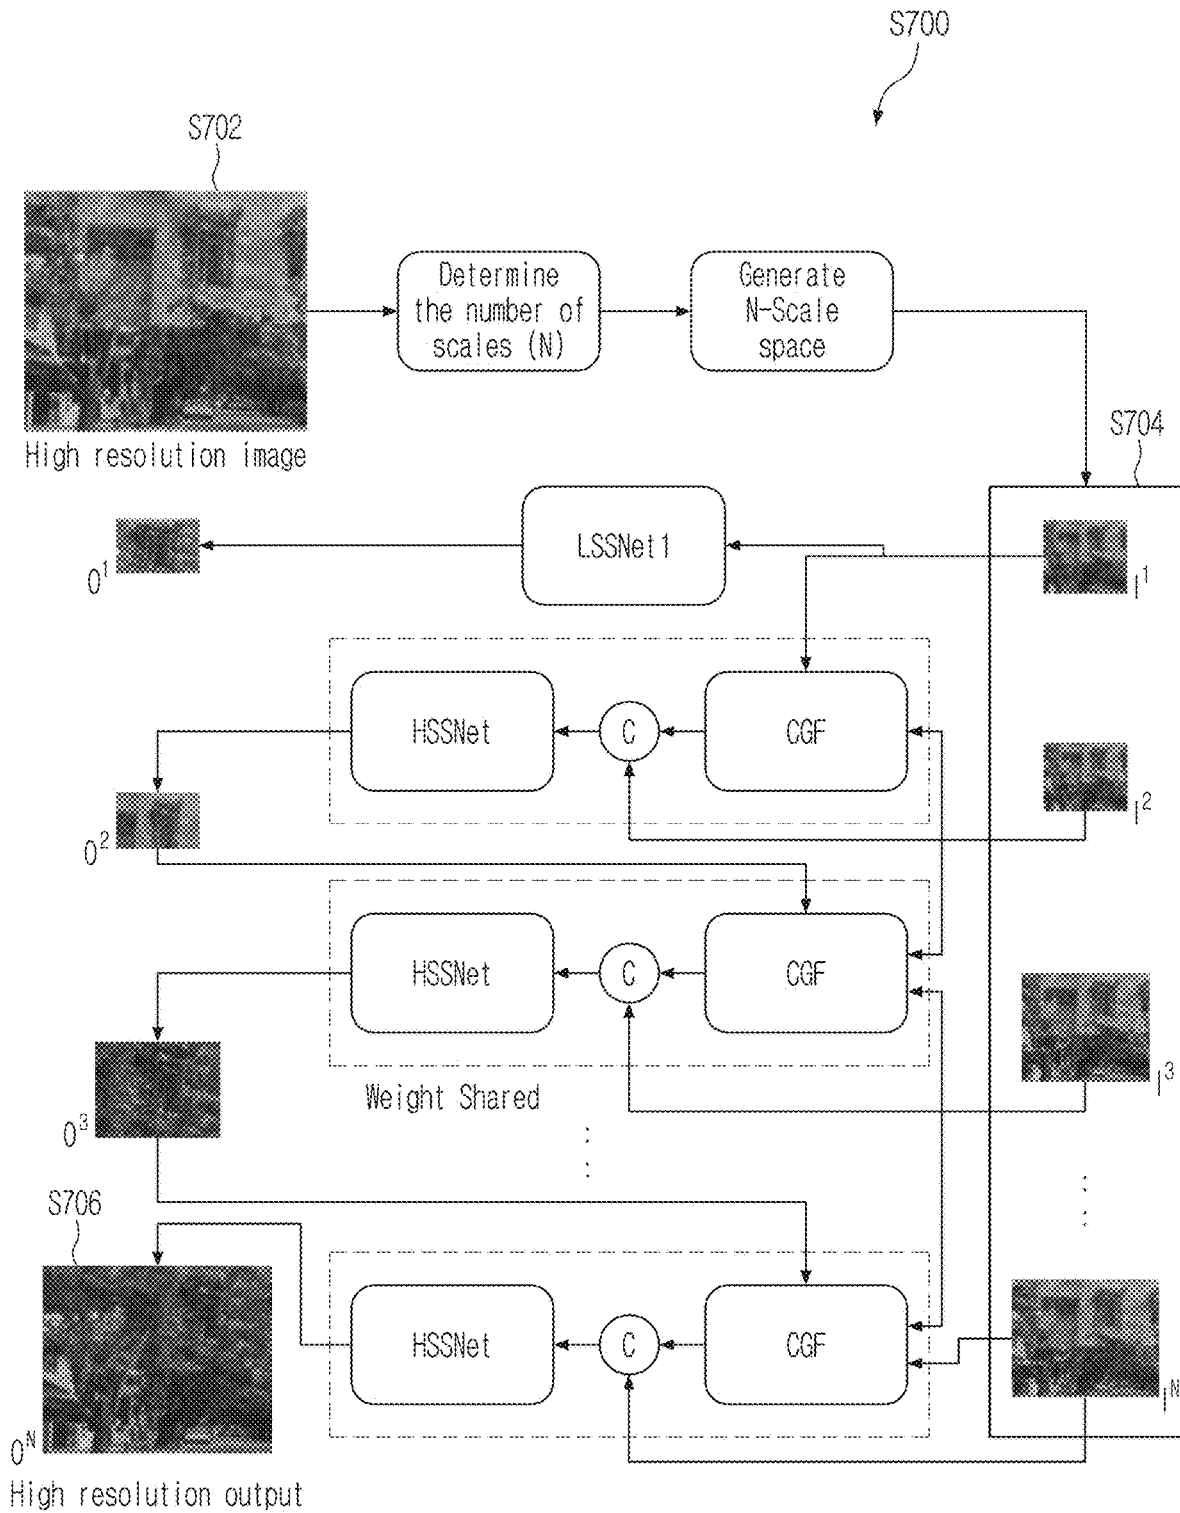 S700
S702
Determine
the number of
scales (N)
Generate
N-Scale
space
High resolution image
S704
LSSNet1
O¹
I¹
HSSNet
C
CGF
I²
O²
HSSNet
C
CGF
Weight Shared
I³
O³
S706
HSSNet
C
CGF
Iᴺ
Oᴺ
High resolution output